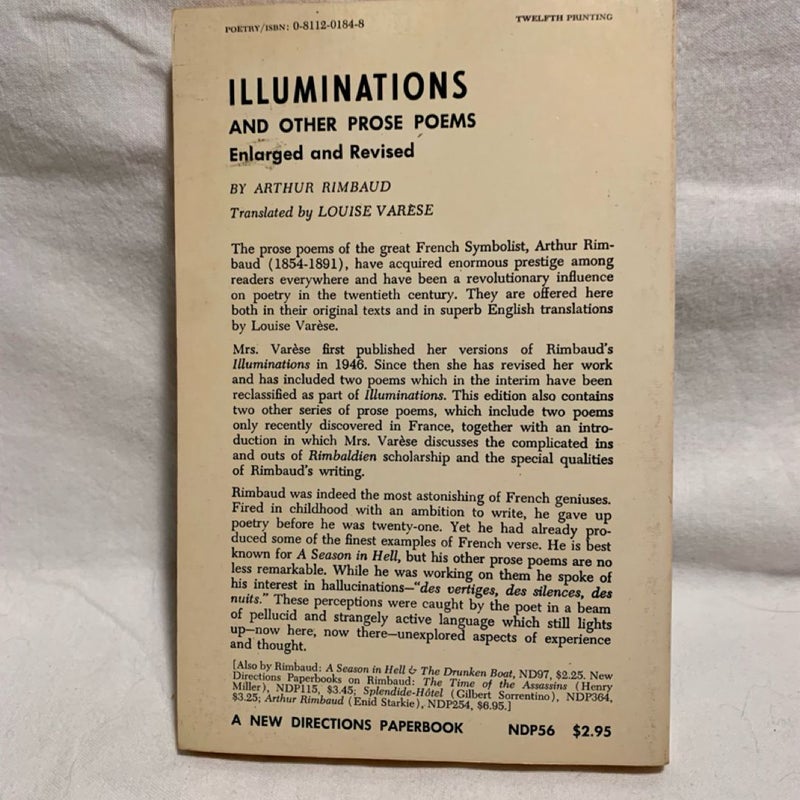 POETRY/ISBN: 0-8112-0184-8
TWELFTH PRINTING
ILLUMINATIONS
AND OTHER PROSE POEMS
Enlarged and Revised
BY ARTHUR RIMBAUD
Translated by LOUISE VARÈSE
The prose poems of the great French Symbolist, Arthur Rim-
baud (1854-1891), have acquired enormous prestige among
readers everywhere and have been a revolutionary influence
on poetry in the twentieth century. They are offered here
both in their original texts and in superb English translations
by Louise Varèse.
Mrs. Varèse first published her versions of Rimbaud's
Illuminations in 1946. Since then she has revised her work
and has included two poems which in the interim have been
reclassified as part of Illuminations. This edition also contains
two other series of prose poems, which include two poems
only recently discovered in France, together with an intro-
duction in which Mrs. Varèse discusses the complicated ins
and outs of Rimbaldien scholarship and the special qualities
of Rimbaud's writing.
Rimbaud was indeed the most astonishing of French geniuses.
Fired in childhood with an ambition to write, he gave up
poetry before he was twenty-one. Yet he had already pro-
duced some of the finest examples of French verse. He is best
known for A Season in Hell, but his other prose poems are no
less remarkable. While he was working on them he spoke of
his interest in hallucinations—"des vertiges, des silences, des
nuits." These perceptions were caught by the poet in a beam
of pellucid and strangely active language which still lights
up—now here, now there—unexplored aspects of experience
and thought.
[Also by Rimbaud: A Season in Hell & The Drunken Boat, ND97, $2.25. New
Directions Paperbooks on Rimbaud: The Time of the Assassins (Henry
Miller), NDP115, $3.45; Splendide-Hôtel (Gilbert Sorrentino), NDP364,
$3.25; Arthur Rimbaud (Enid Starkie), NDP254, $6.95.]
A NEW DIRECTIONS PAPERBOOK NDP56 $2.95